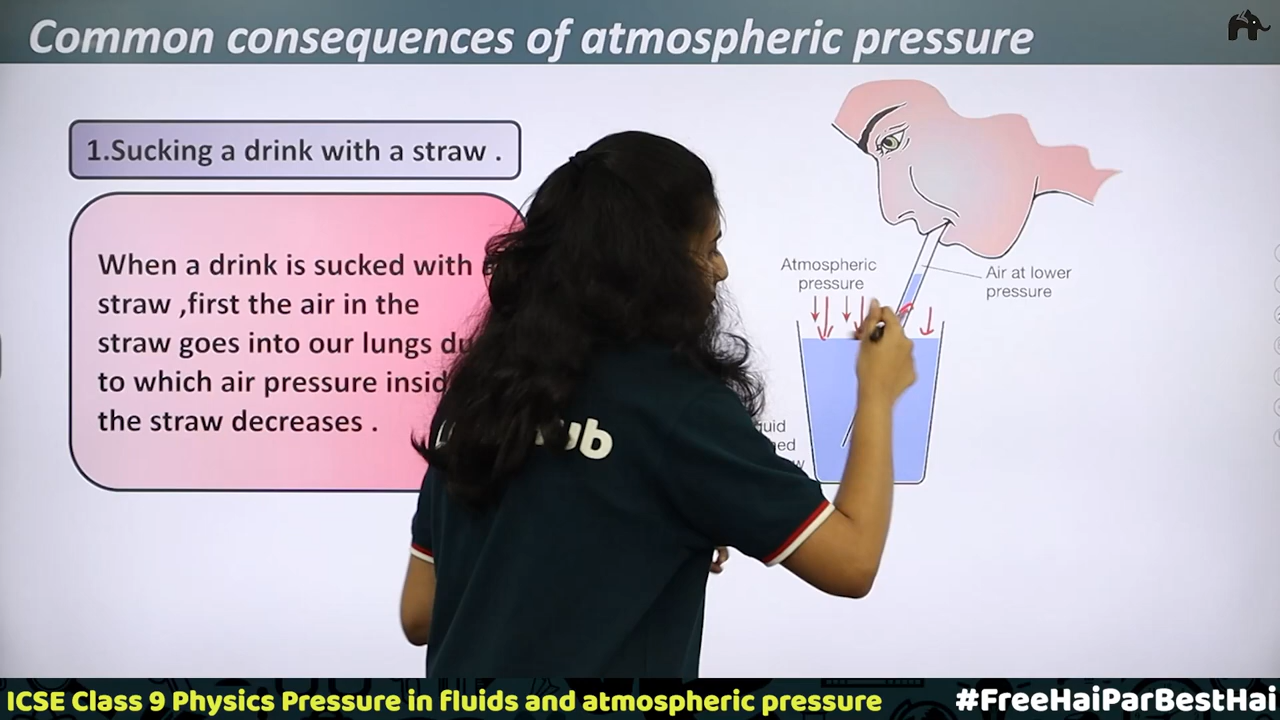 Common consequences of atmospheric pressure
1.Sucking a drink with a straw .
When a drink is sucked with
straw ,first the air in the
straw goes into our lungs
to which air pressure
the straw decreases .
Atmospheric
pressure
Air at lower
pressure
ICSE Class 9 Physics Pressure in fluids and atmospheric pressure
#FreeHaiParBestHai